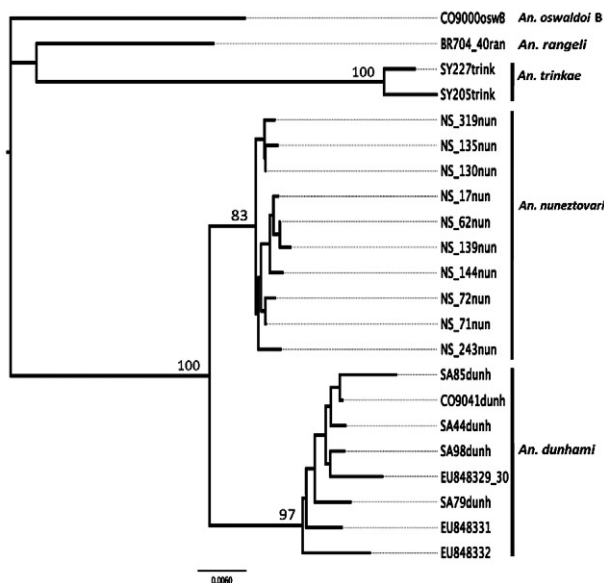 CO9000oswB An. oswaldoi B
BR704_40ran An. rangeli
100 SY227trink
An. trinkae
SY205trink
NS_319nun
NS_135nun
NS_130nun
NS_17nun
An. nuneztovari
83 NS_62nun
NS_139nun
NS_144nun
NS_72nun
NS_71nun
NS_243nun
100 SA85dunh
CO9041dunh
SA44dunh
SA98dunh An. dunhami
EU848329_30
SA79dunh
97 EU848331
EU848332
0.0060